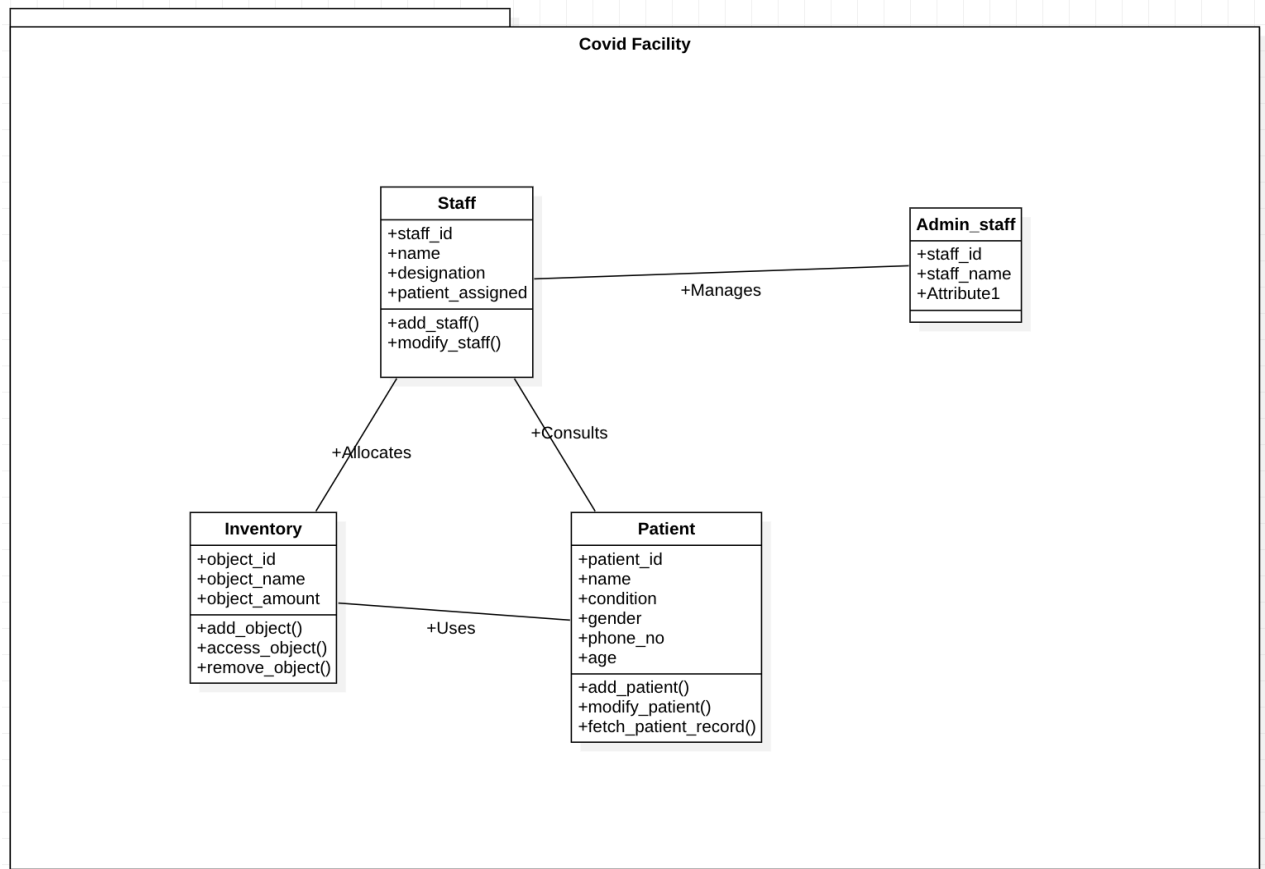 Covid Facility
Staff
+staff_id
+name
+designation
+patient_assigned
+add_staff()
+modify_staff()
+Manages
Admin_staff
+staff_id
+staff_name
+Attribute1
+Allocates
+Consults
Inventory
+object_id
+object_name
+object_amount
+add_object()
+access_object()
+remove_object()
+Uses
Patient
+patient_id
+name
+condition
+gender
+phone_no
+age
+add_patient()
+modify_patient()
+fetch_patient_record()